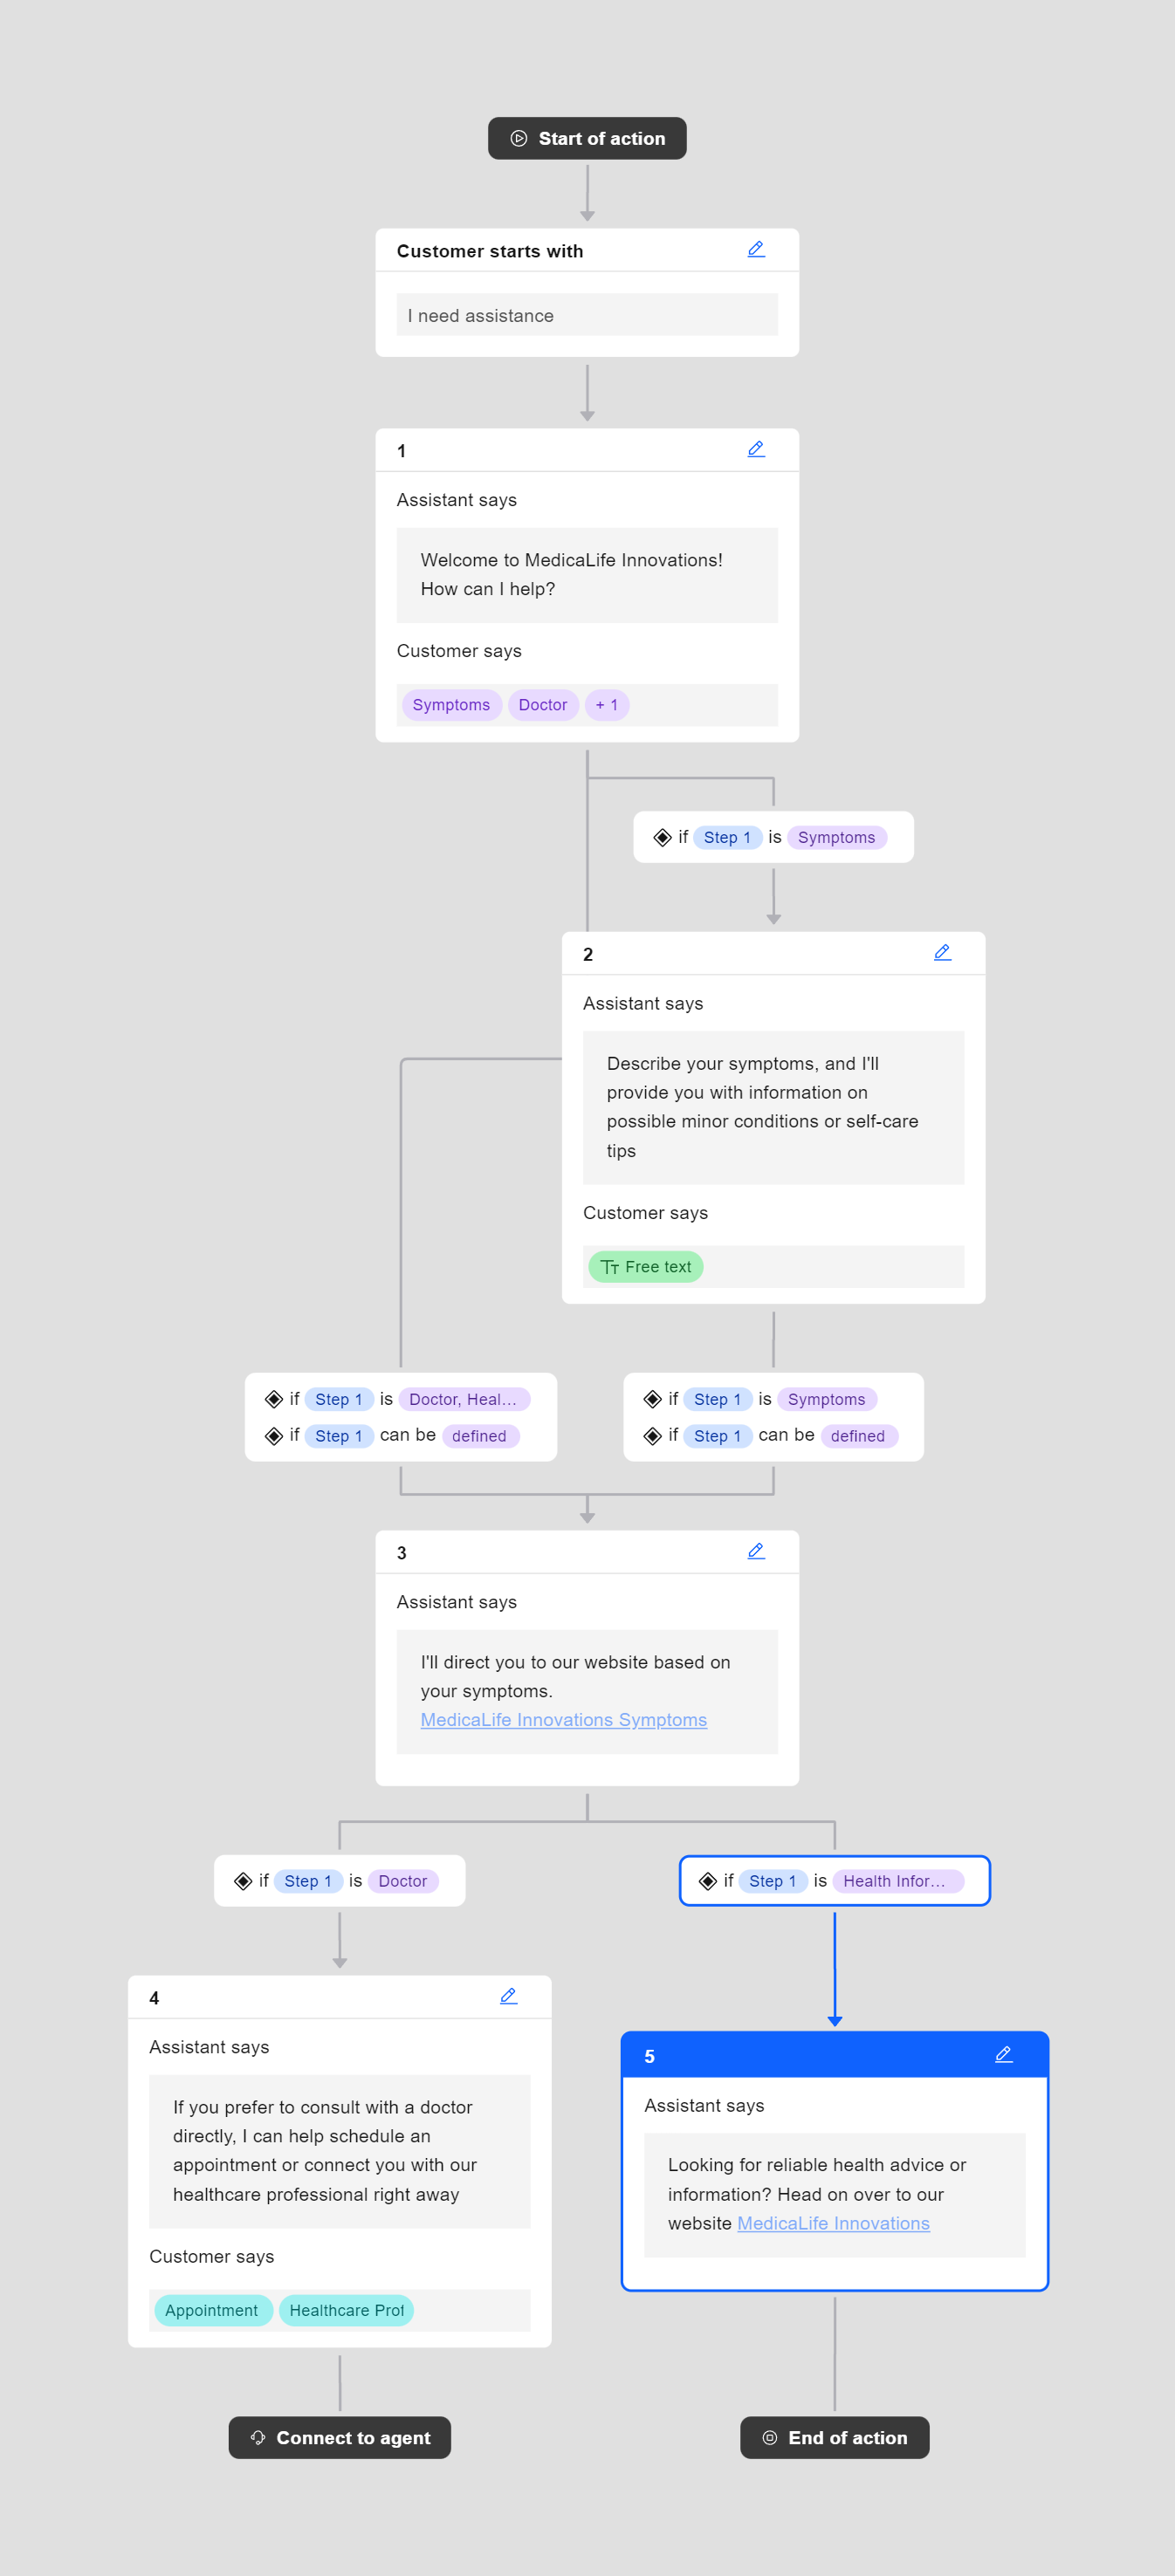 Start of action
Customer starts with
I need assistance
1
Assistant says
Welcome to MedicaLife Innovations!
How can I help?
Customer says
Symptoms Doctor + 1
if Step 1 is Symptoms
2
Assistant says
Describe your symptoms, and I'll
provide you with information on
possible minor conditions or self-care
tips
Customer says
Free text
if Step 1 is Doctor, Heal...
if Step 1 can be defined
if Step 1 is Symptoms
if Step 1 can be defined
3
Assistant says
I'll direct you to our website based on
your symptoms.
MedicaLife Innovations Symptoms
if Step 1 is Doctor
if Step 1 is Health Infor...
4
Assistant says
If you prefer to consult with a doctor
directly, I can help schedule an
appointment or connect you with our
healthcare professional right away
Customer says
Appointment Healthcare Prof
5
Assistant says
Looking for reliable health advice or
information? Head on over to our
website MedicaLife Innovations
Connect to agent
End of action